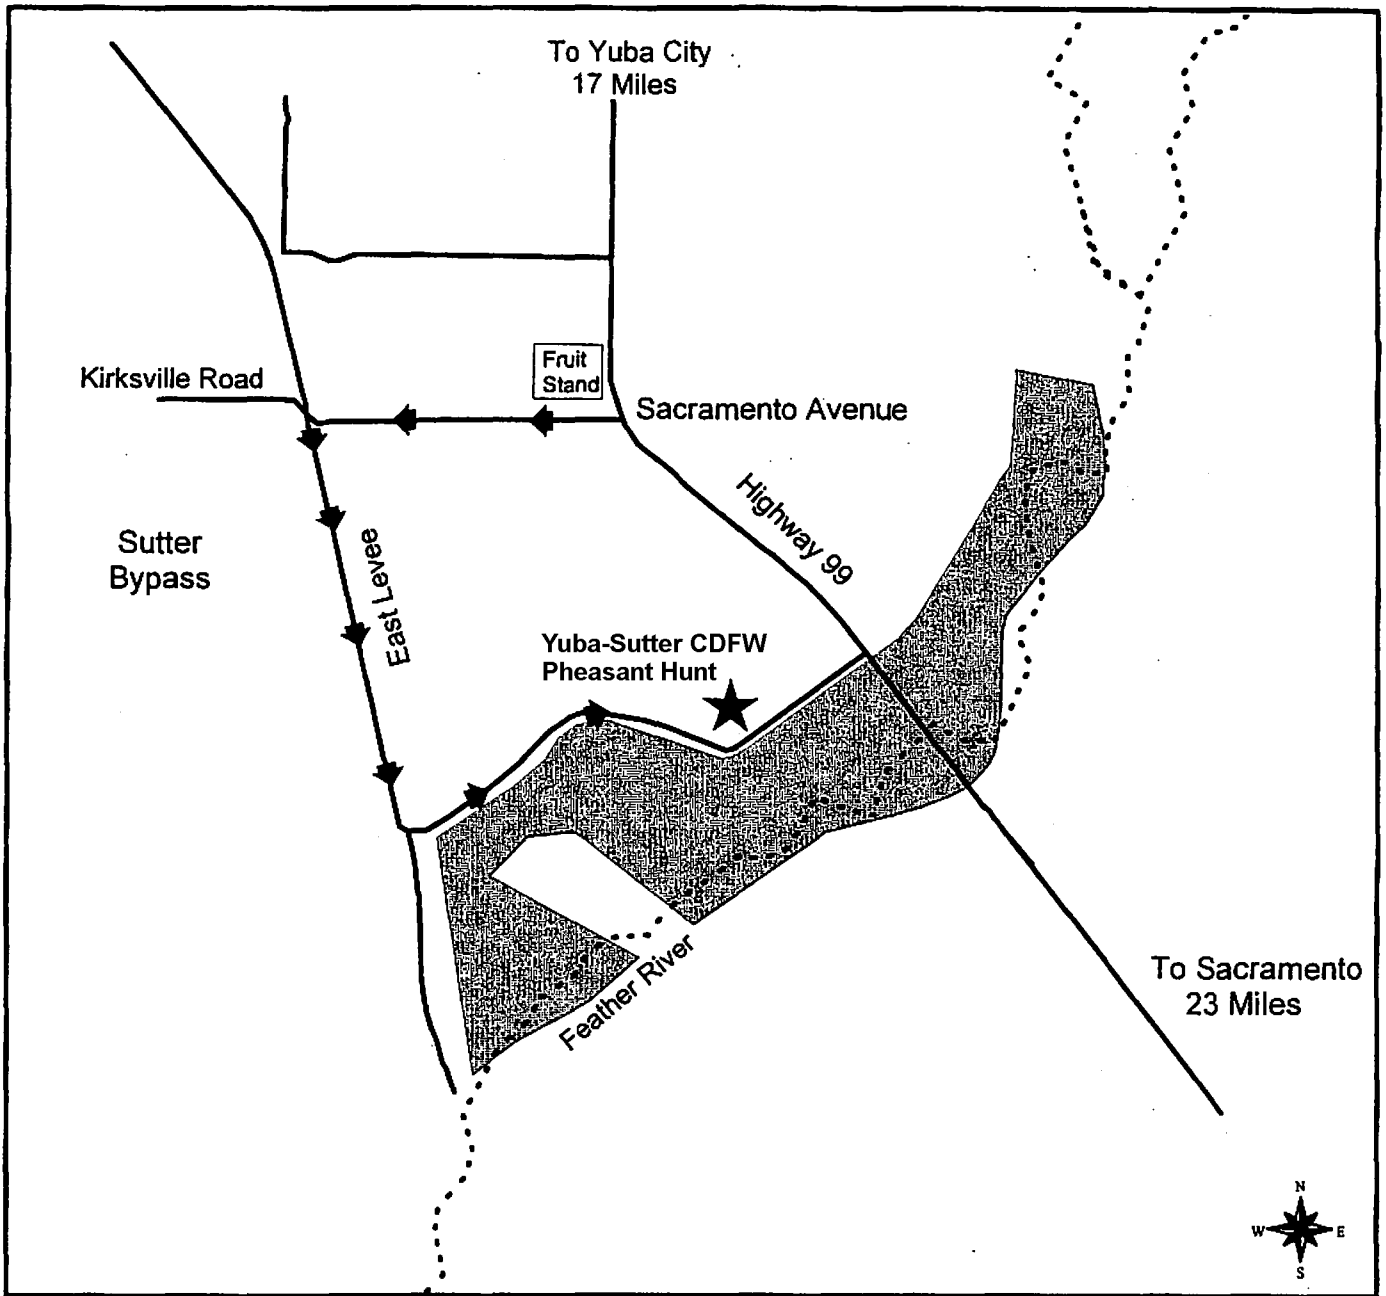 To Yuba City
17 Miles
Fruit
Stand
Kirksville Road
Sacramento Avenue
Highway 99
Sutter
Bypass
East Levee
Yuba-Sutter CDFW
Pheasant Hunt
To Sacramento
23 Miles
Feather River
N
W
E
S